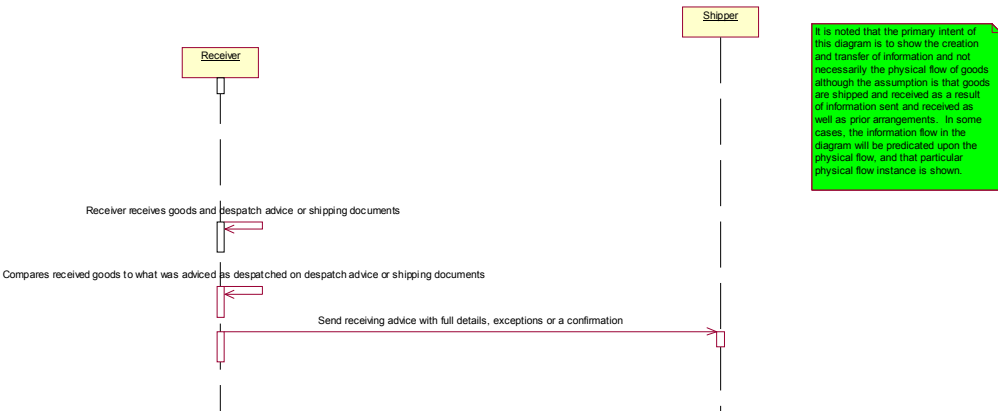 Shipper
Receiver
It is noted that the primary intent of
this diagram is to show the creation
and transfer of information and not
necessarily the physical flow of goods
although the assumption is that goods
are shipped and received as a result
of information sent and received as
well as prior arrangements.  In some
cases, the information flow in the
diagram will be predicated upon the
physical flow, and that particular
physical flow instance is shown.
Receiver receives goods and despatch advice or shipping documents
Compares received goods to what was adviced as despatched on despatch advice or shipping documents
Send receiving advice with full details, exceptions or a confirmation